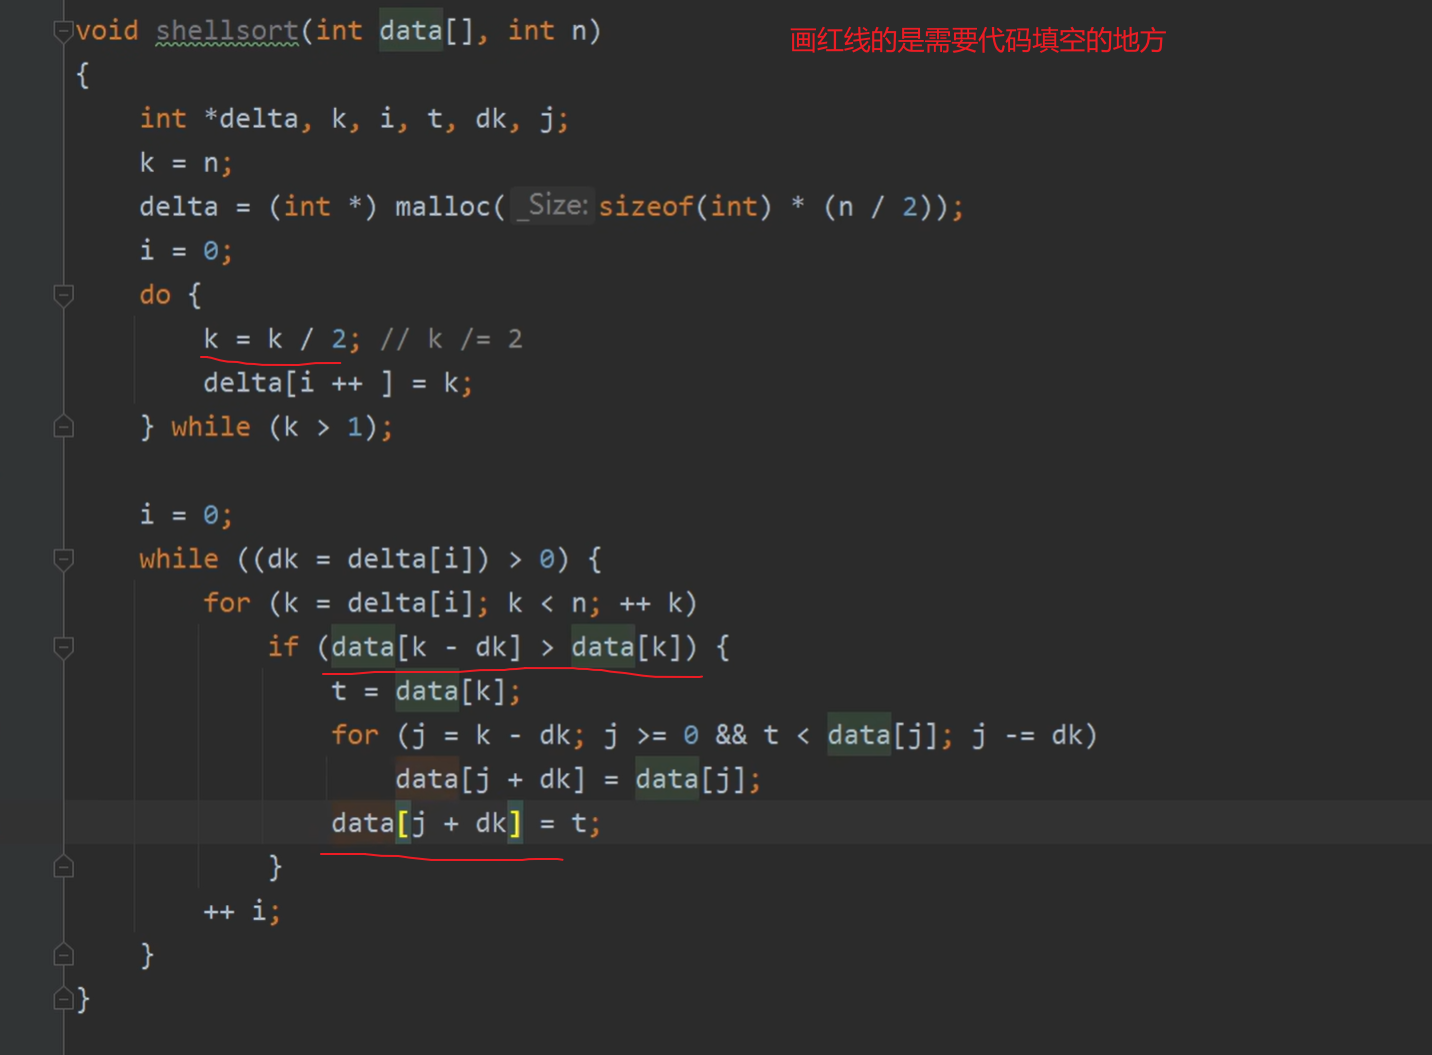 void shellsort(int data[], int n)
画红线的是需要代码填空的地方
{
int *delta, k, i, t, dk, j;
k = n;
delta = (int *) malloc( _Size: sizeof(int) * (n / 2));
i = 0;
do {
k = k / 2; // k /= 2
delta[i ++ ] = k;
} while (k > 1);
i = 0;
while ((dk = delta[i]) > 0) {
for (k = delta[i]; k < n; ++ k)
if (data[k - dk] > data[k]) {
t = data[k];
for (j = k - dk; j >= 0 && t < data[j]; j -= dk)
data[j + dk] = data[j];
data[j + dk] = t;
}
++ i;
}
}